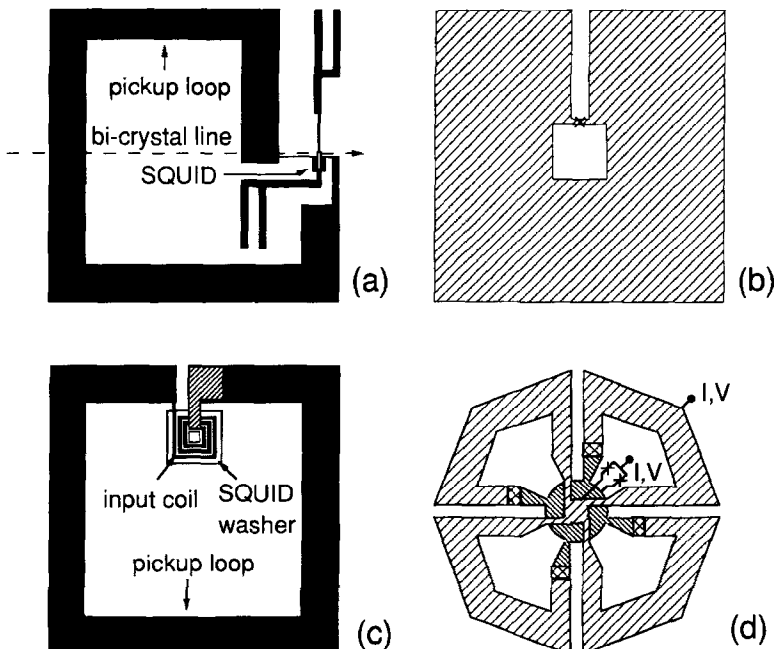 pickup loop
bi-crystal line
SQUID
(a)
(b)
input coil
SQUID
washer
pickup loop
(c)
I,V
I,V
(d)